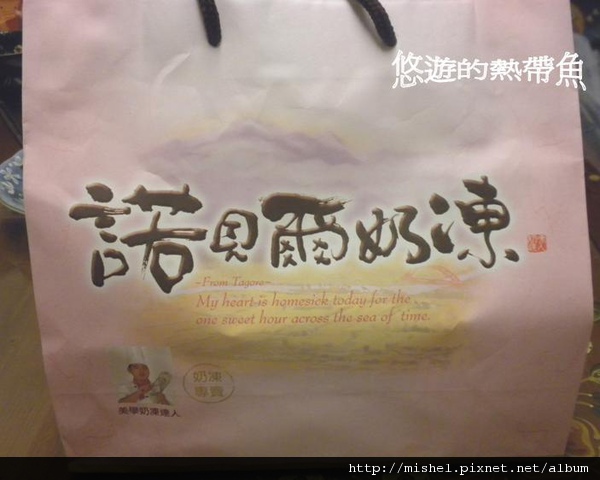 悠遊的熱帶魚
諾貝爾奶凍
~From Tagore~
My heart is homesick today for the
one sweet hour across the sea of time.
奶凍
專賣
美學奶凍達人
http://mishel.pixnet.net/album